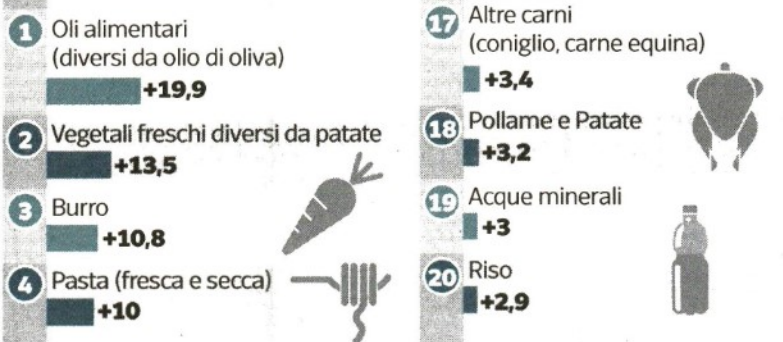 1 Oli alimentari
(diversi da olio di oliva)
+19,9
2 Vegetali freschi diversi da patate
+13,5
3 Burro
+10,8
4 Pasta (fresca e secca)
+10
17 Altre carni
(coniglio, carne equina)
+3,4
18 Pollame e Patate
+3,2
19 Acque minerali
+3
20 Riso
+2,9